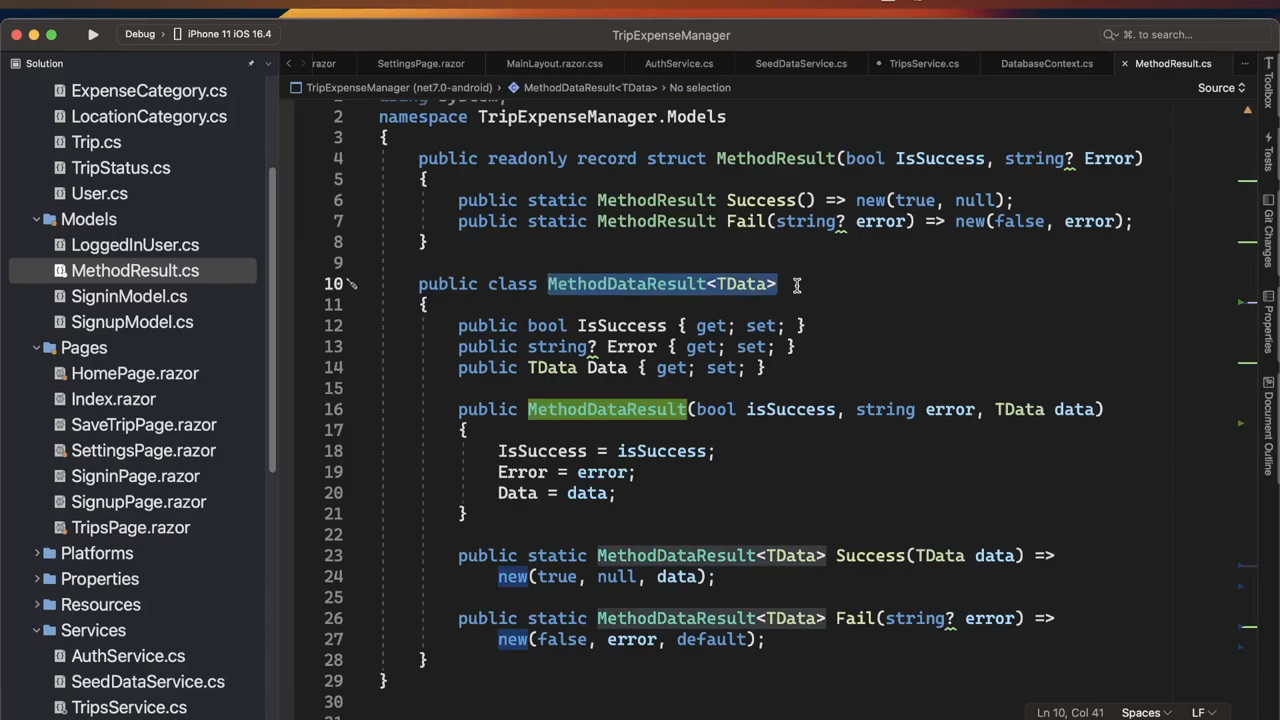 Debug
iPhone 11 iOS 16.4
TripExpenseManager
⌘. to search...
Solution
razor
SettingsPage.razor
MainLayout.razor.css
AuthService.cs
SeedDataService.cs
TripsService.cs
DatabaseContext.cs
MethodResult.cs
TripExpenseManager (net7.0-android)
MethodDataResult<TData>
No selection
Source
ExpenseCategory.cs
LocationCategory.cs
Trip.cs
TripStatus.cs
User.cs
Models
LoggedInUser.cs
MethodResult.cs
SigninModel.cs
SignupModel.cs
Pages
HomePage.razor
Index.razor
SaveTripPage.razor
SettingsPage.razor
SigninPage.razor
SignupPage.razor
TripsPage.razor
Platforms
Properties
Resources
Services
AuthService.cs
SeedDataService.cs
TripsService.cs
1 using System;
2 namespace TripExpenseManager.Models
3 {
4 public readonly record struct MethodResult(bool IsSuccess, string? Error)
5 {
6 public static MethodResult Success() => new(true, null);
7 public static MethodResult Fail(string? error) => new(false, error);
8 }
9
10 public class MethodDataResult<TData>
11 {
12 public bool IsSuccess { get; set; }
13 public string? Error { get; set; }
14 public TData Data { get; set; }
15
16 public MethodDataResult(bool isSuccess, string error, TData data)
17 {
18 IsSuccess = isSuccess;
19 Error = error;
20 Data = data;
21 }
22
23 public static MethodDataResult<TData> Success(TData data) =>
24 new(true, null, data);
25
26 public static MethodDataResult<TData> Fail(string? error) =>
27 new(false, error, default);
28 }
29 }
30
Toolbox
Tests
Git Changes
Properties
Document Outline
Ln 10, Col 41
Spaces
LF